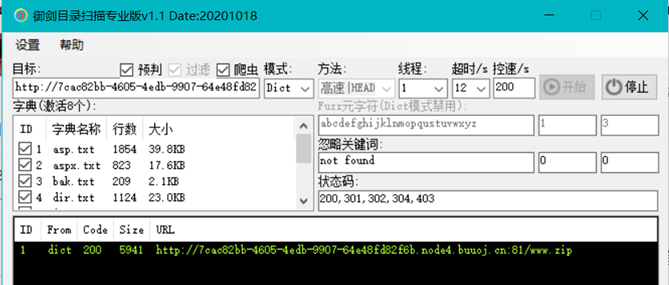 御剑目录扫描专业版v1.1 Date:20201018
设置 帮助
目标: 预判 过滤 爬虫 模式: 方法: 线程: 超时/s 控速/s
http://7cac82bb-4605-4edb-9907-64e48fd82 Dict 高速|HEAD 1 12 200 开始 停止
字典(激活8个): Fuzz元字符(Dict模式禁用):
abcdefghijklnmopqustuvwxyz 1 3
ID 字典名称 行数 大小
1 asp.txt 1854 39.8KB
2 aspx.txt 823 17.6KB
3 bak.txt 209 2.1KB
4 dir.txt 1124 23.0KB
忽略关键词:
not found 0 0
状态码:
200,301,302,304,403
ID From Code Size URL
1 dict 200 5941 http://7cac82bb-4605-4edb-9907-64e48fd82f6b.node4.buuoj.cn:81/www.zip